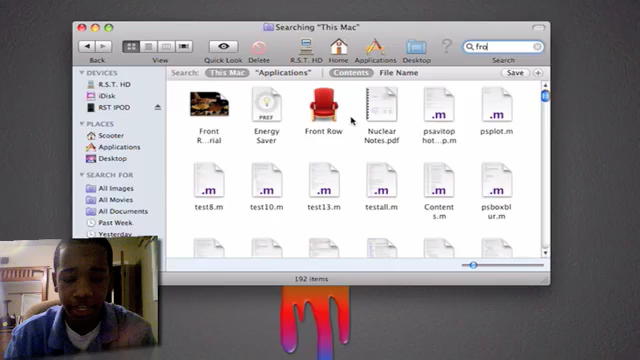 Searching "This Mac"
Back
View
Quick Look
Delete
R.S.T. HD
Home
Applications
Desktop
fro
Search
Search:
This Mac
"Applications"
Contents
File Name
Save
DEVICES
R.S.T. HD
iDisk
RST IPOD
PLACES
Scooter
Applications
Desktop
SEARCH FOR
All Images
All Movies
All Documents
Past Week
Yesterday
PREF
.m
.m
Front
R...rial
Energy
Saver
Front Row
Nuclear
Notes.pdf
psavitop
hot...p.m
psplot.m
.m
.m
.m
.m
.m
.m
test8.m
test10.m
test13.m
testall.m
Content
s.m
psboxbl
ur.m
192 items